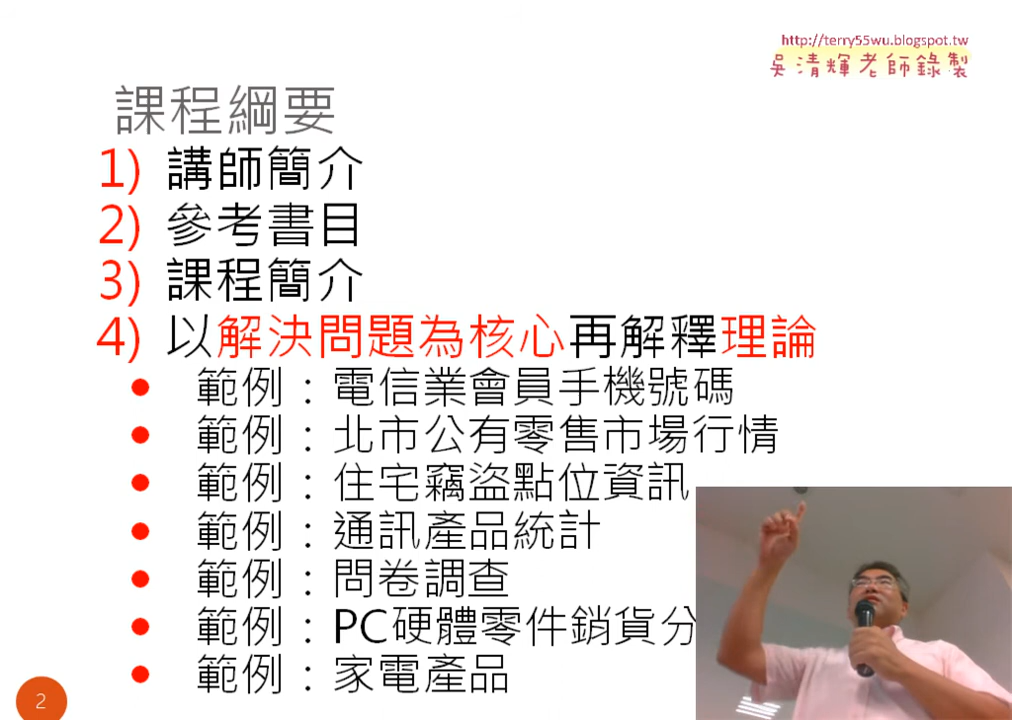 http://terry55wu.blogspot.tw
吳清輝老師錄製
課程綱要
1) 講師簡介
2) 參考書目
3) 課程簡介
4) 以解決問題為核心再解釋理論
• 範例：電信業會員手機號碼
• 範例：北市公有零售市場行情
• 範例：住宅竊盜點位資訊
• 範例：通訊產品統計
• 範例：問卷調查
• 範例：PC硬體零件銷貨分
• 範例：家電產品
2